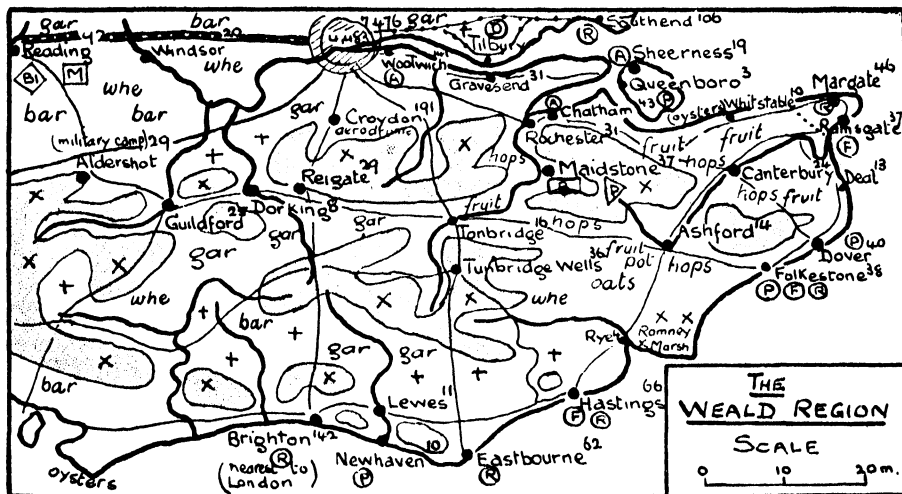 gar bar 7476 gar Southend 106
Reading 42 20 Tilbury D R
Windsor whe Woolwich A Gravesend 31 A Sheerness 19
B1 M whe Queenboro 3
bar bar gar Croydon 191 A Chatham 43 P (oysters) Whitstable 10 Margate 46
aerodrome Rochester 31 R
(military camp) 29 fruit fruit Ramsgate 37
Aldershot Reigate 29 hops Maidstone 37 hops Canterbury 24 F
Guildford Dorking 8 fruit hops fruit Deal 13
gar gar Tonbridge 16 hops Ashford 14 Dover P 40
Tunbridge Wells 36 fruit pot hops Folkestone 38
whe oats P F R
whe
bar gar Rye 4 Romney
Marsh
bar gar gar
Lewes 11 Hastings 66
F R
Brighton 142 10 62
R Newhaven Eastbourne
(nearest to P R
London)
oysters
THE
WEALD REGION
SCALE
0 10 20 m.